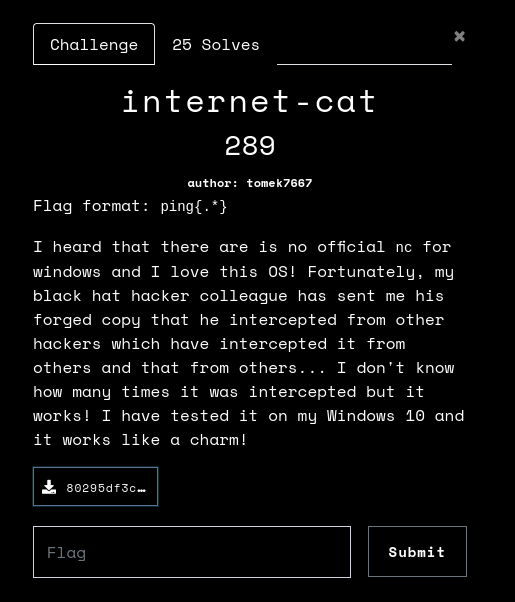 Challenge
25 Solves
×
internet-cat
289
author: tomek7667
Flag format: ping{.*}
I heard that there are is no official nc for
windows and I love this OS! Fortunately, my
black hat hacker colleague has sent me his
forged copy that he intercepted from other
hackers which have intercepted it from
others and that from others... I don't know
how many times it was intercepted but it
works! I have tested it on my Windows 10 and
it works like a charm!
80295df3c…
Flag
Submit